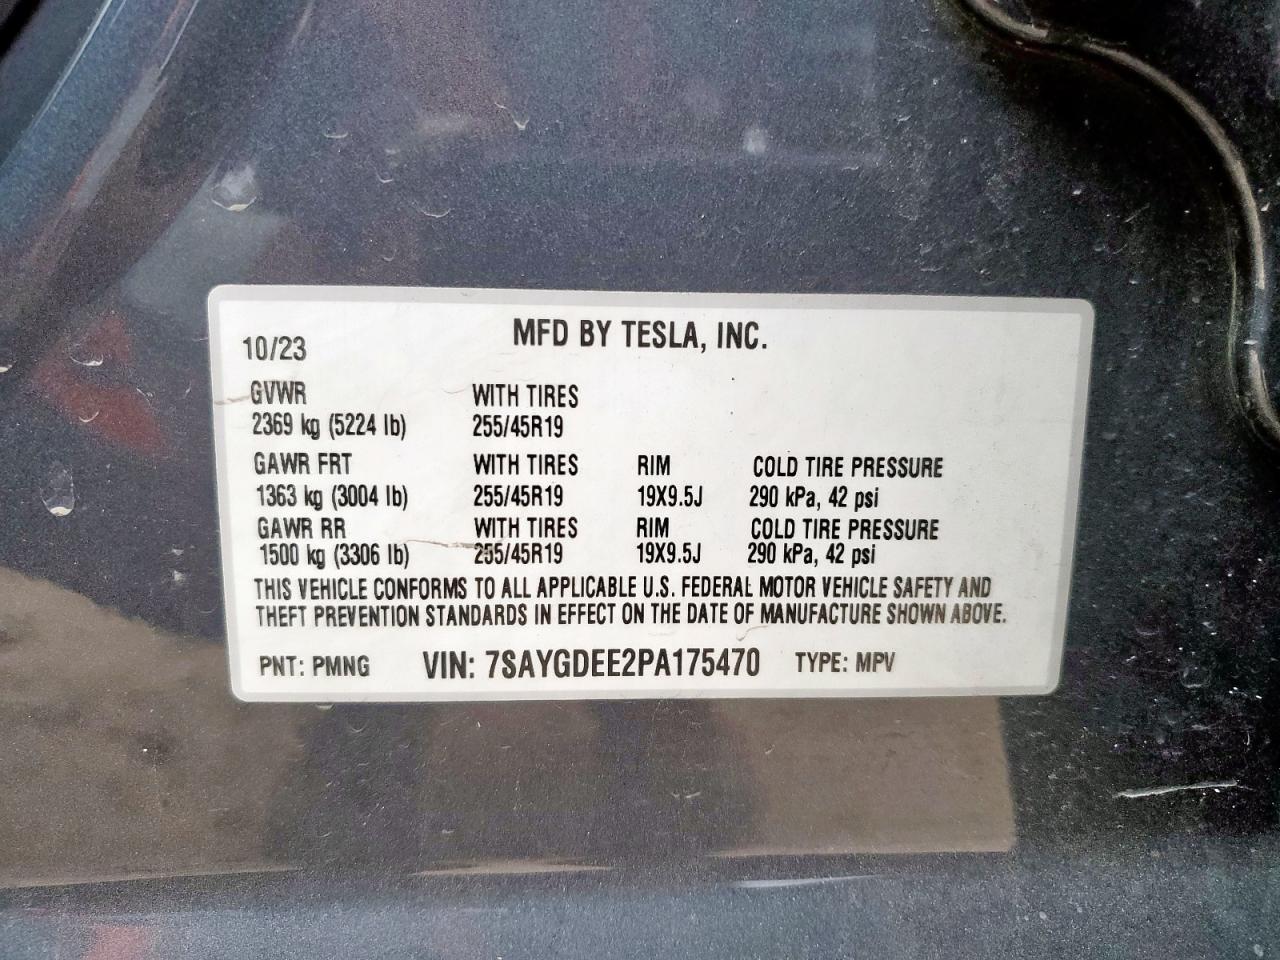 MFD BY TESLA, INC.
10/23
GVWR WITH TIRES
2369 kg (5224 lb) 255/45R19
GAWR FRT WITH TIRES RIM COLD TIRE PRESSURE
1363 kg (3004 lb) 255/45R19 19X9.5J 290 kPa, 42 psi
GAWR RR WITH TIRES RIM COLD TIRE PRESSURE
1500 kg (3306 lb) 255/45R19 19X9.5J 290 kPa, 42 psi
THIS VEHICLE CONFORMS TO ALL APPLICABLE U.S. FEDERAL MOTOR VEHICLE SAFETY AND
THEFT PREVENTION STANDARDS IN EFFECT ON THE DATE OF MANUFACTURE SHOWN ABOVE.
PNT: PMNG VIN: 7SAYGDEE2PA175470 TYPE: MPV